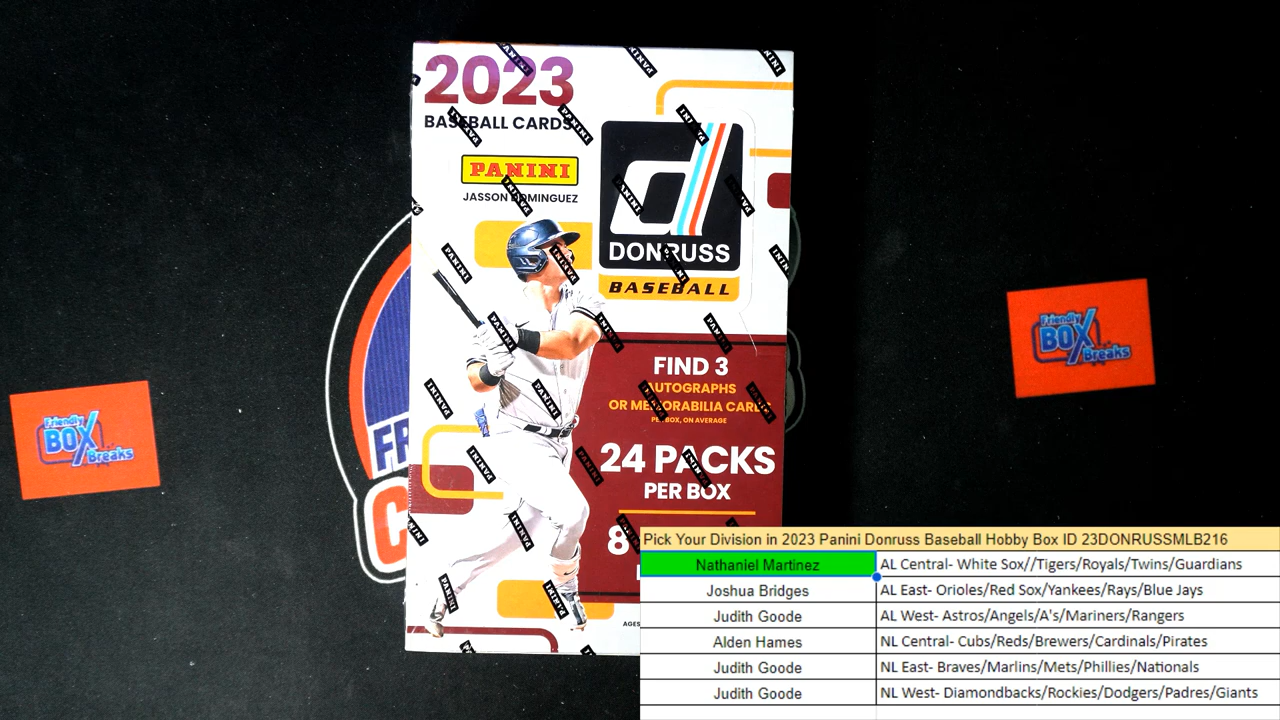 2023
BASEBALL CARDS
PANINI
JASSON DOMINGUEZ
d
DONRUSS
BASEBALL
FIND 3
AUTOGRAPHS
OR MEMORABILIA CARDS
PER BOX, ON AVERAGE
24 PACKS
PER BOX
8
AGES
FR
C
Friendly
BOX
Breaks
Friendly
BOX
Breaks
Pick Your Division in 2023 Panini Donruss Baseball Hobby Box ID 23DONRUSSMLB216
Nathaniel Martinez AL Central- White Sox//Tigers/Royals/Twins/Guardians
Joshua Bridges AL East- Orioles/Red Sox/Yankees/Rays/Blue Jays
Judith Goode AL West- Astros/Angels/A's/Mariners/Rangers
Alden Hames NL Central- Cubs/Reds/Brewers/Cardinals/Pirates
Judith Goode NL East- Braves/Marlins/Mets/Phillies/Nationals
Judith Goode NL West- Diamondbacks/Rockies/Dodgers/Padres/Giants